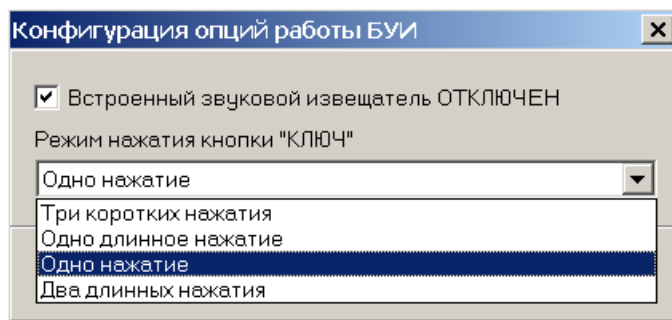 Конфигурация опций работы БУИ
Встроенный звуковой извещатель ОТКЛЮЧЕН
Режим нажатия кнопки "КЛЮЧ"
Одно нажатие
Три коротких нажатия
Одно длинное нажатие
Одно нажатие
Два длинных нажатия